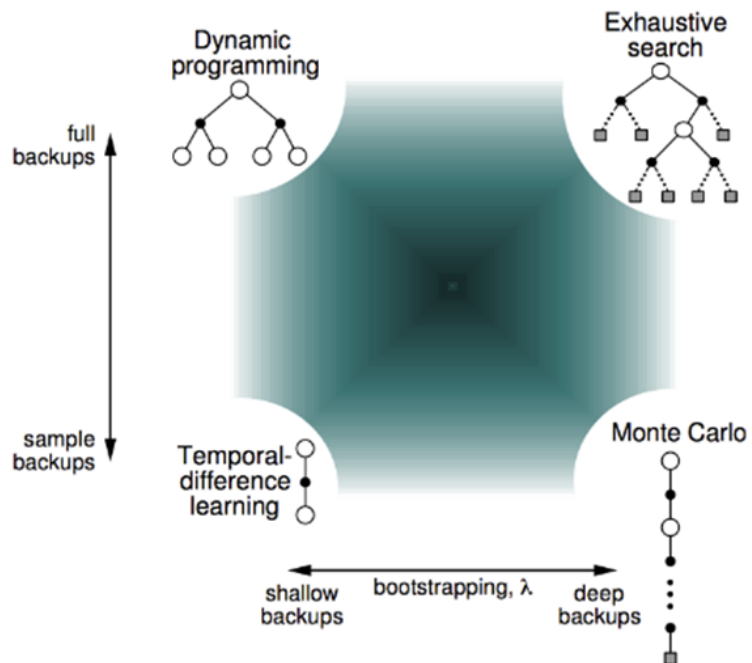 Dynamic
programming
Exhaustive
search
full
backups
sample
backups
Temporal-
difference
learning
Monte Carlo
bootstrapping, λ
shallow
backups
deep
backups